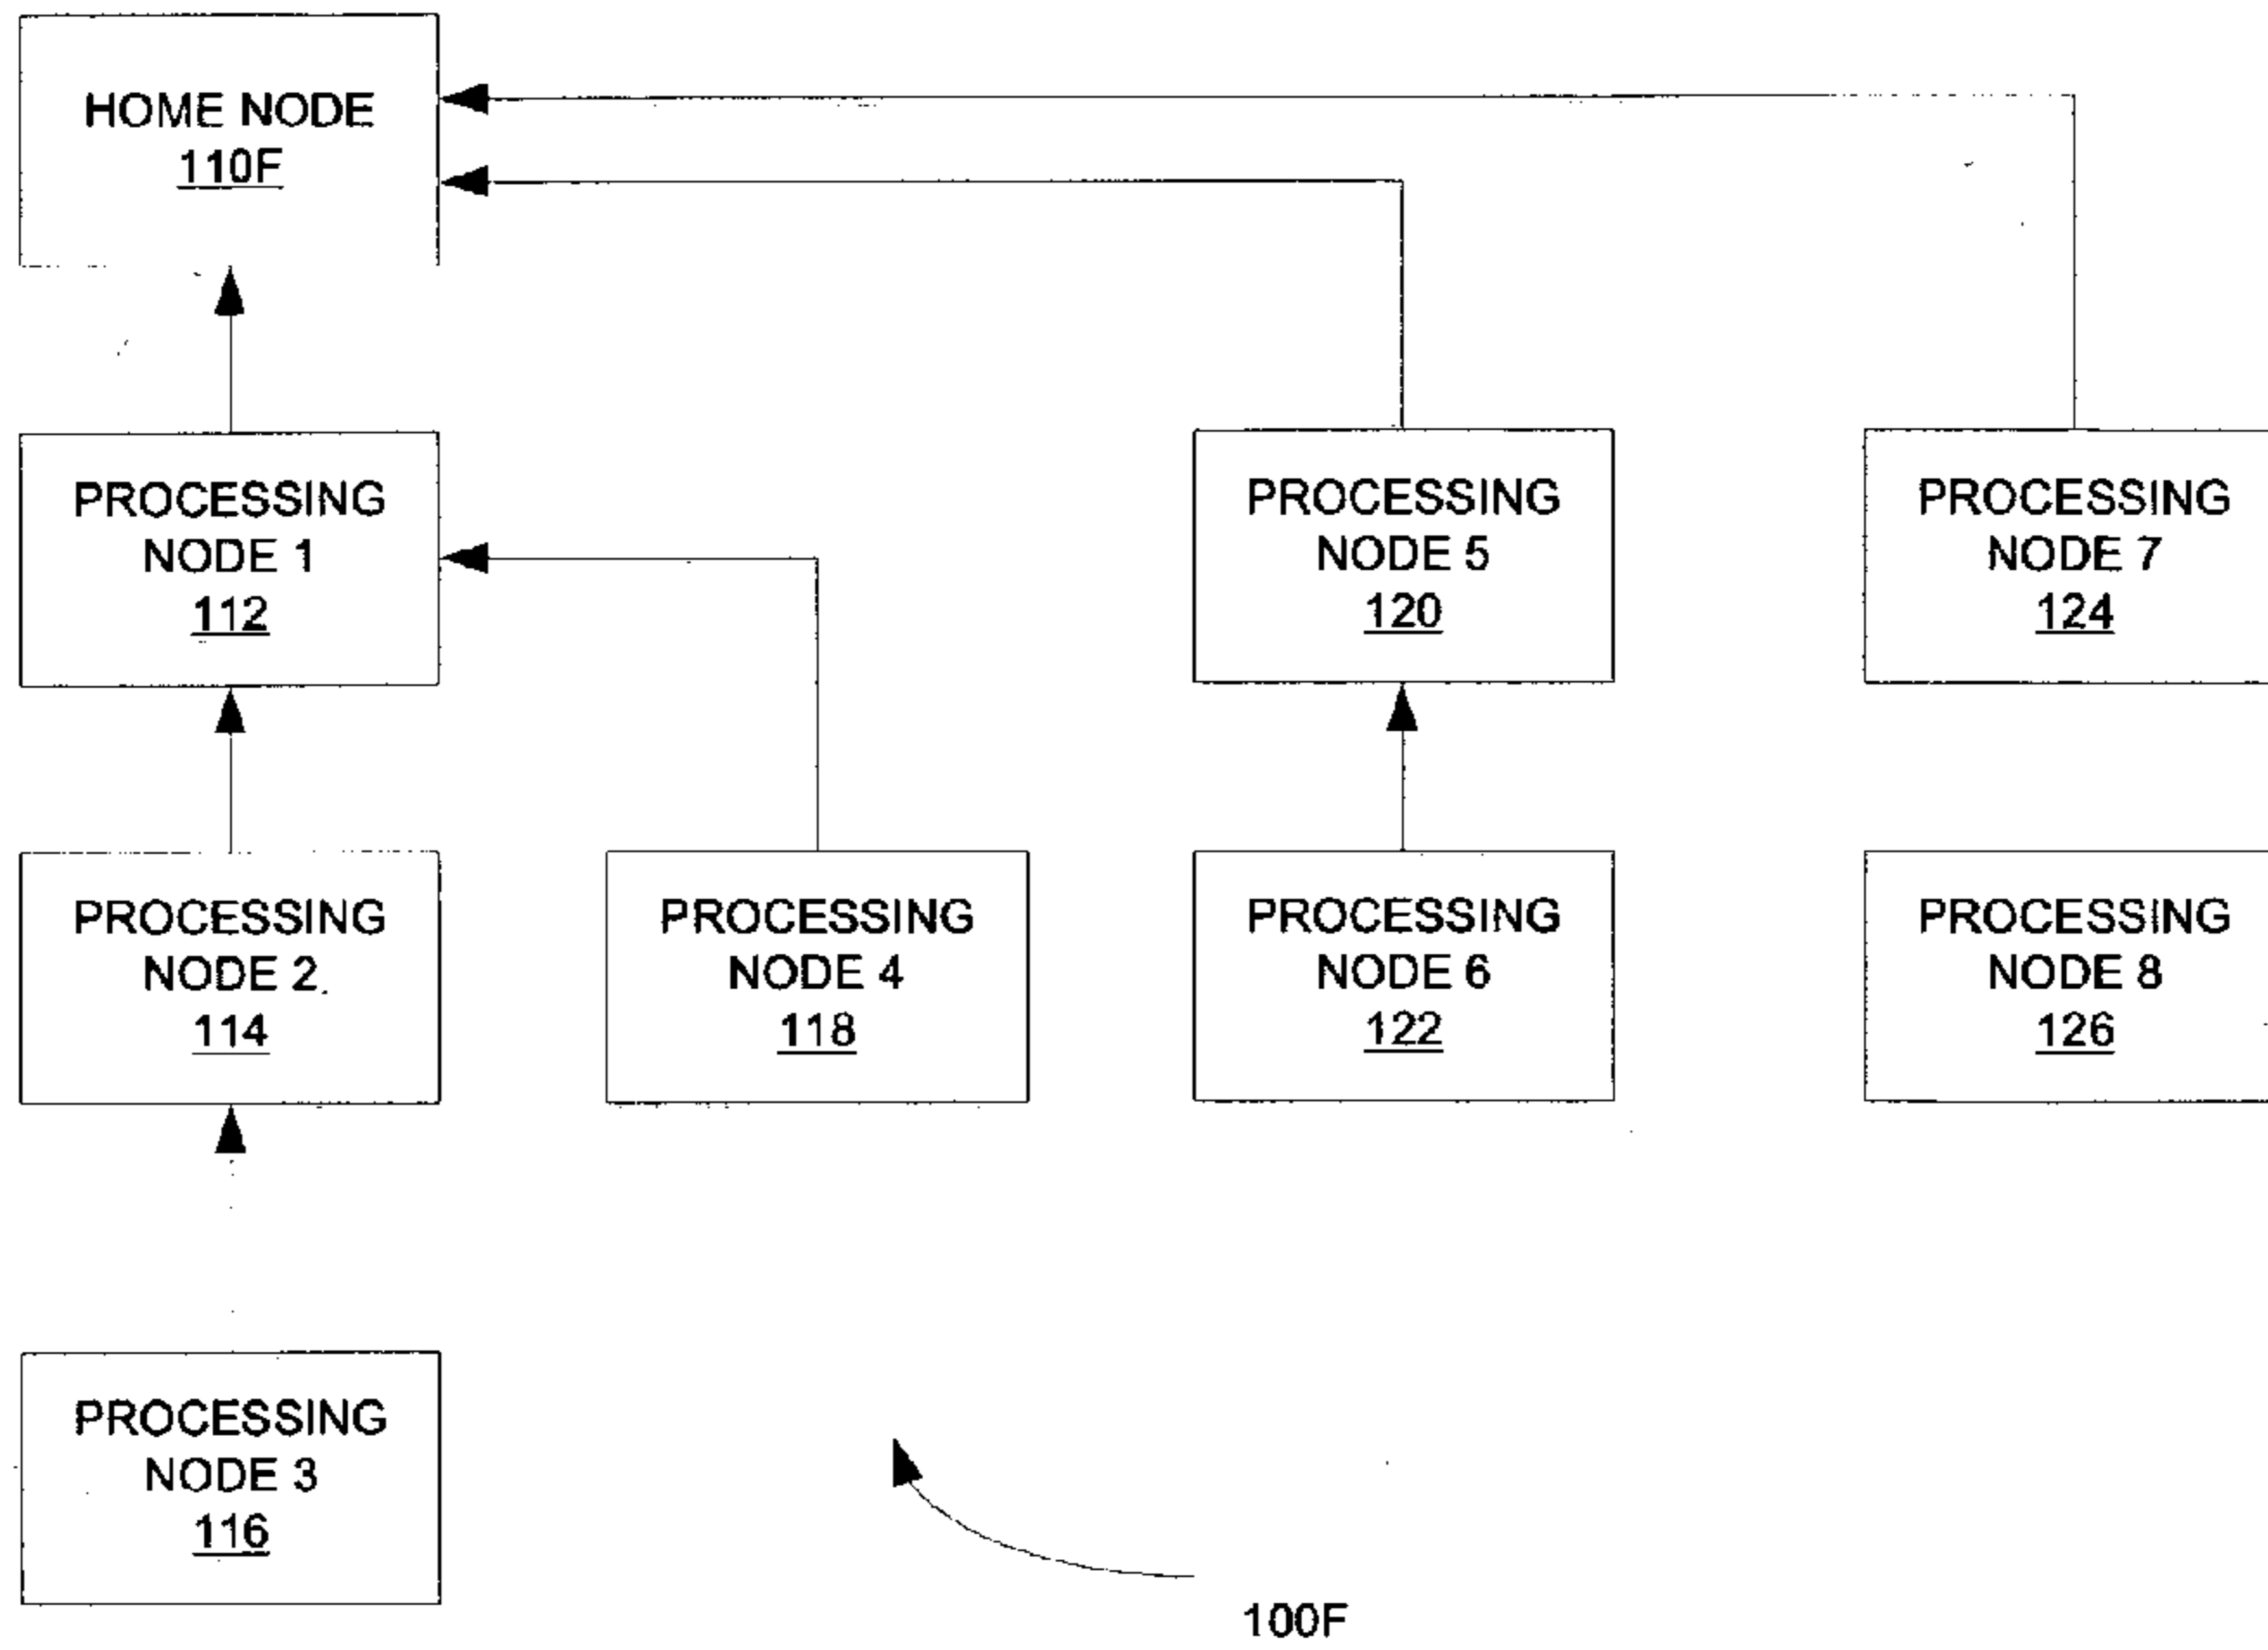 HOME NODE
110F
PROCESSING
NODE 1
112
PROCESSING
NODE 5
120
PROCESSING
NODE 7
124
PROCESSING
NODE 2
114
PROCESSING
NODE 4
118
PROCESSING
NODE 6
122
PROCESSING
NODE 8
126
PROCESSING
NODE 3
116
100F